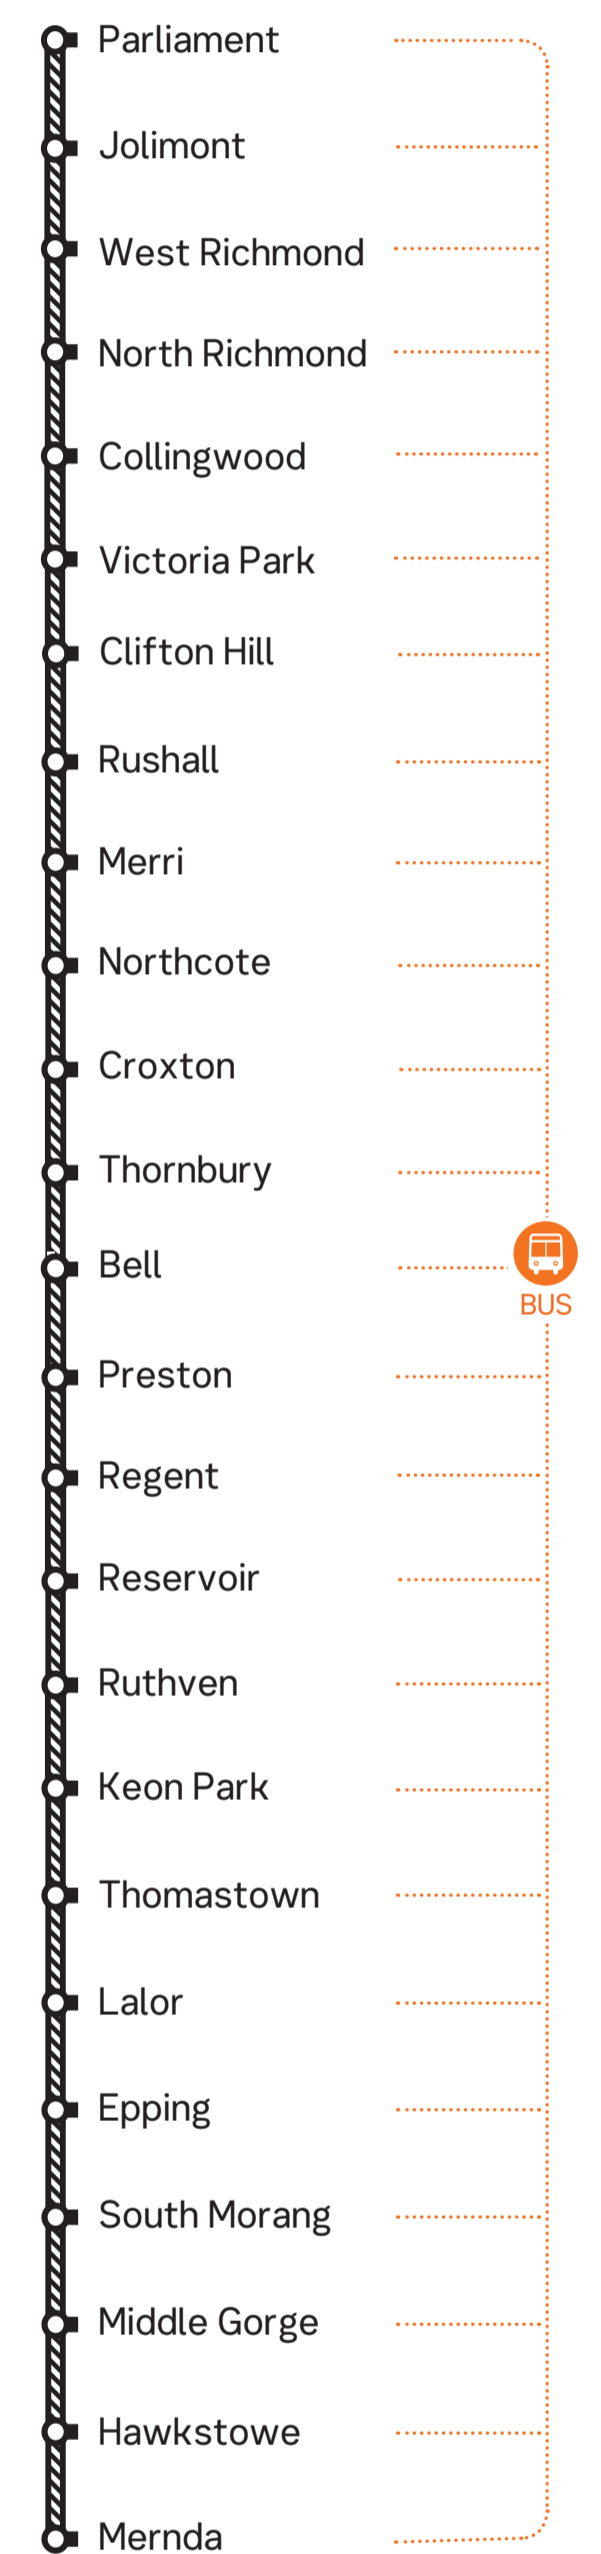 Parliament
Jolimont
West Richmond
North Richmond
Collingwood
Victoria Park
Clifton Hill
Rushall
Merri
Northcote
Croxton
Thornbury
Bell
BUS
Preston
Regent
Reservoir
Ruthven
Keon Park
Thomastown
Lalor
Epping
South Morang
Middle Gorge
Hawkstowe
Mernda